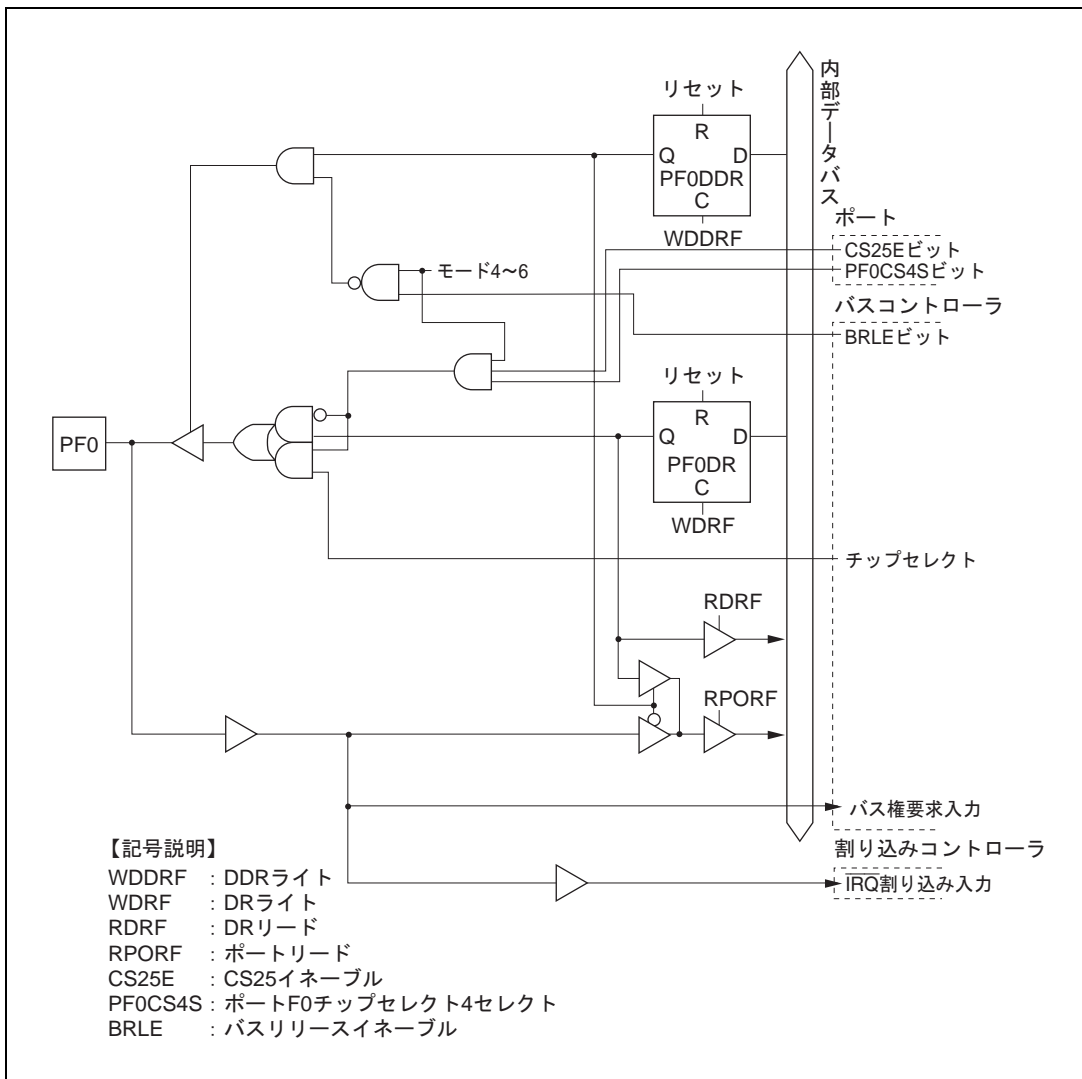 リセット
R
Q D
PF0DDR
C
WDDRF
内部データバス
ポート
CS25Eビット
PF0CS4Sビット
モード4~6
バスコントローラ
BRLEビット
リセット
R
Q D
PF0DR
C
WDRF
PF0
チップセレクト
RDRF
RPORF
バス権要求入力
割り込みコントローラ
IRQ割り込み入力
【記号説明】
WDDRF : DDRライト
WDRF : DRライト
RDRF : DRリード
RPORF : ポートリード
CS25E : CS25イネーブル
PF0CS4S : ポートF0チップセレクト4セレクト
BRLE : バスリリースイネーブル